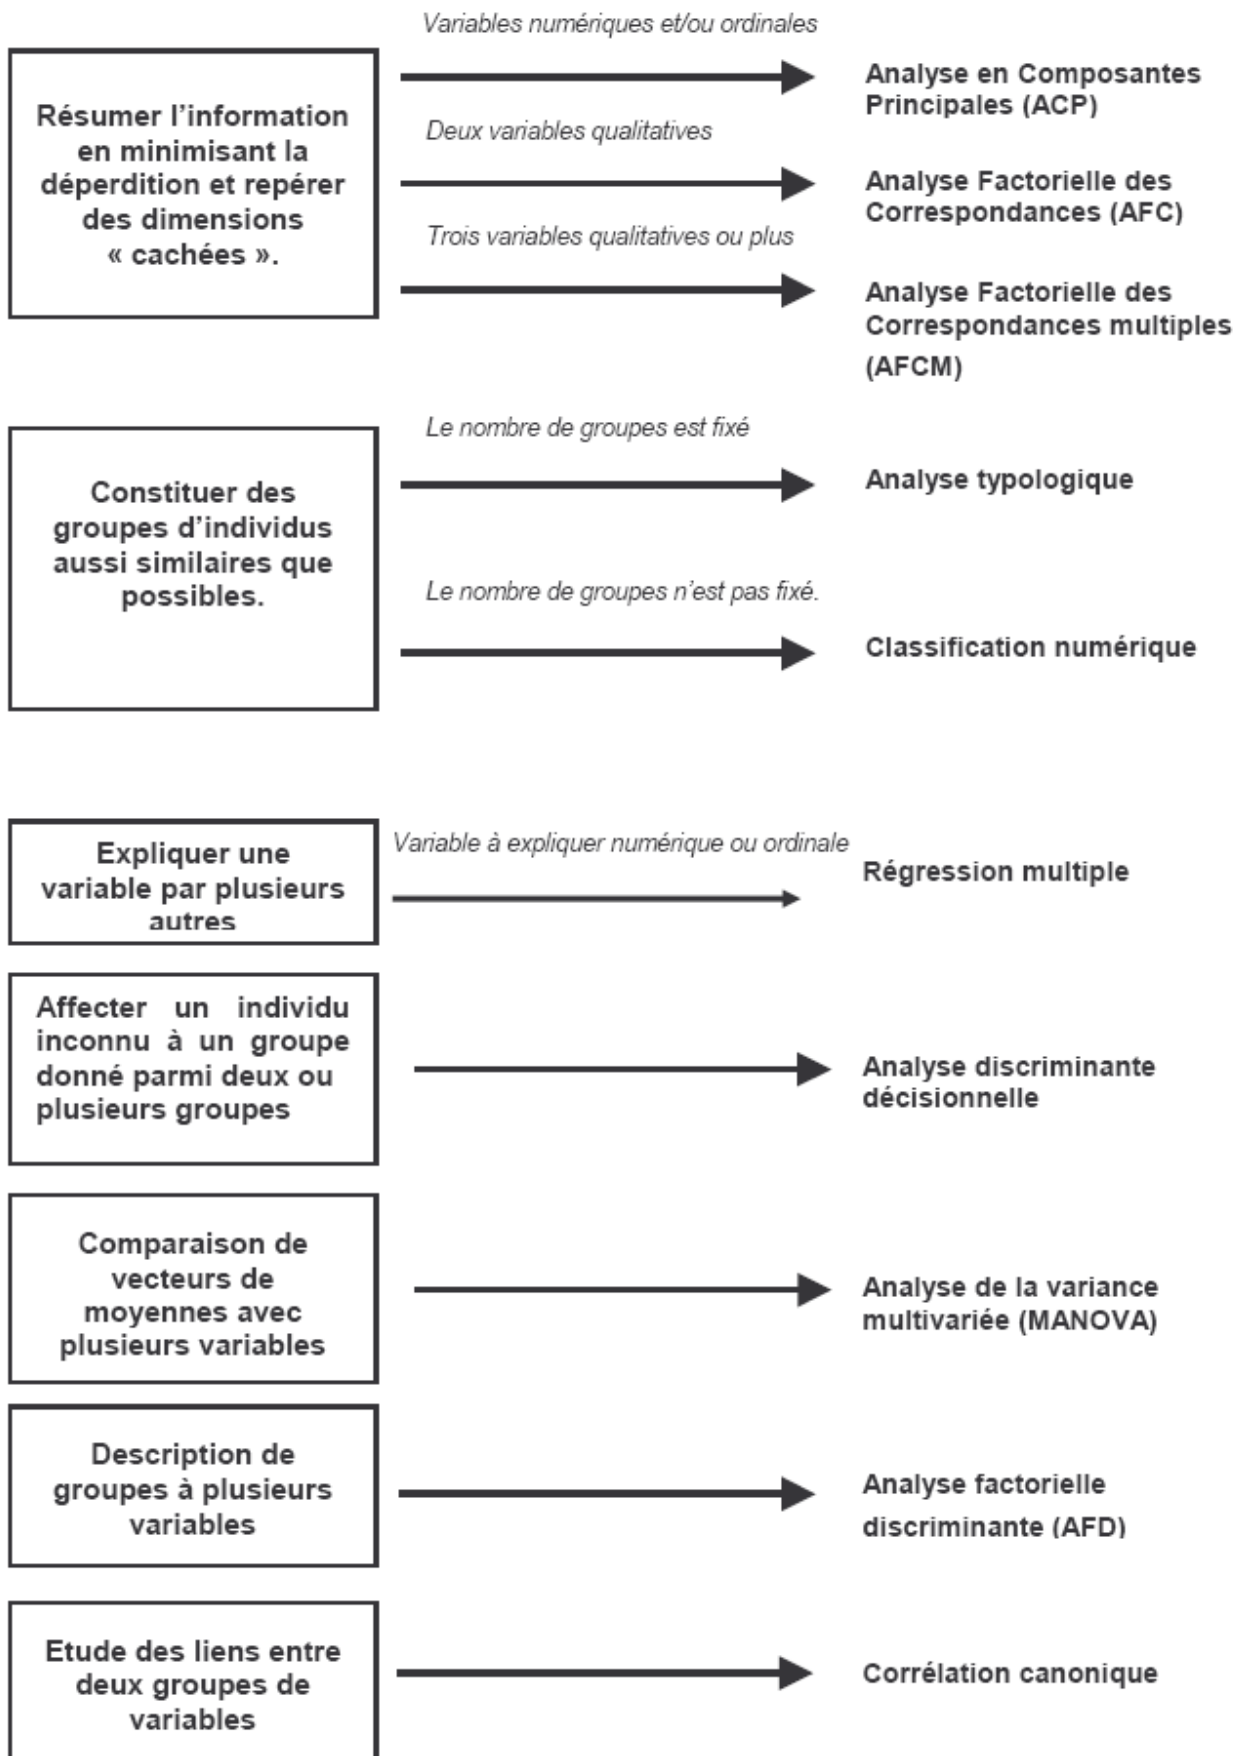 Variables numériques et/ou ordinales
Résumer l'information
en minimisant la
déperdition et repérer
des dimensions
« cachées ».
Analyse en Composantes
Principales (ACP)
Deux variables qualitatives
Analyse Factorielle des
Correspondances (AFC)
Trois variables qualitatives ou plus
Analyse Factorielle des
Correspondances multiples
(AFCM)
Constituer des
groupes d'individus
aussi similaires que
possibles.
Le nombre de groupes est fixé
Analyse typologique
Le nombre de groupes n'est pas fixé.
Classification numérique
Expliquer une
variable par plusieurs
autres
Variable à expliquer numérique ou ordinale
Régression multiple
Affecter un individu
inconnu à un groupe
donné parmi deux ou
plusieurs groupes
Analyse discriminante
décisionnelle
Comparaison de
vecteurs de
moyennes avec
plusieurs variables
Analyse de la variance
multivariée (MANOVA)
Description de
groupes à plusieurs
variables
Analyse factorielle
discriminante (AFD)
Etude des liens entre
deux groupes de
variables
Corrélation canonique